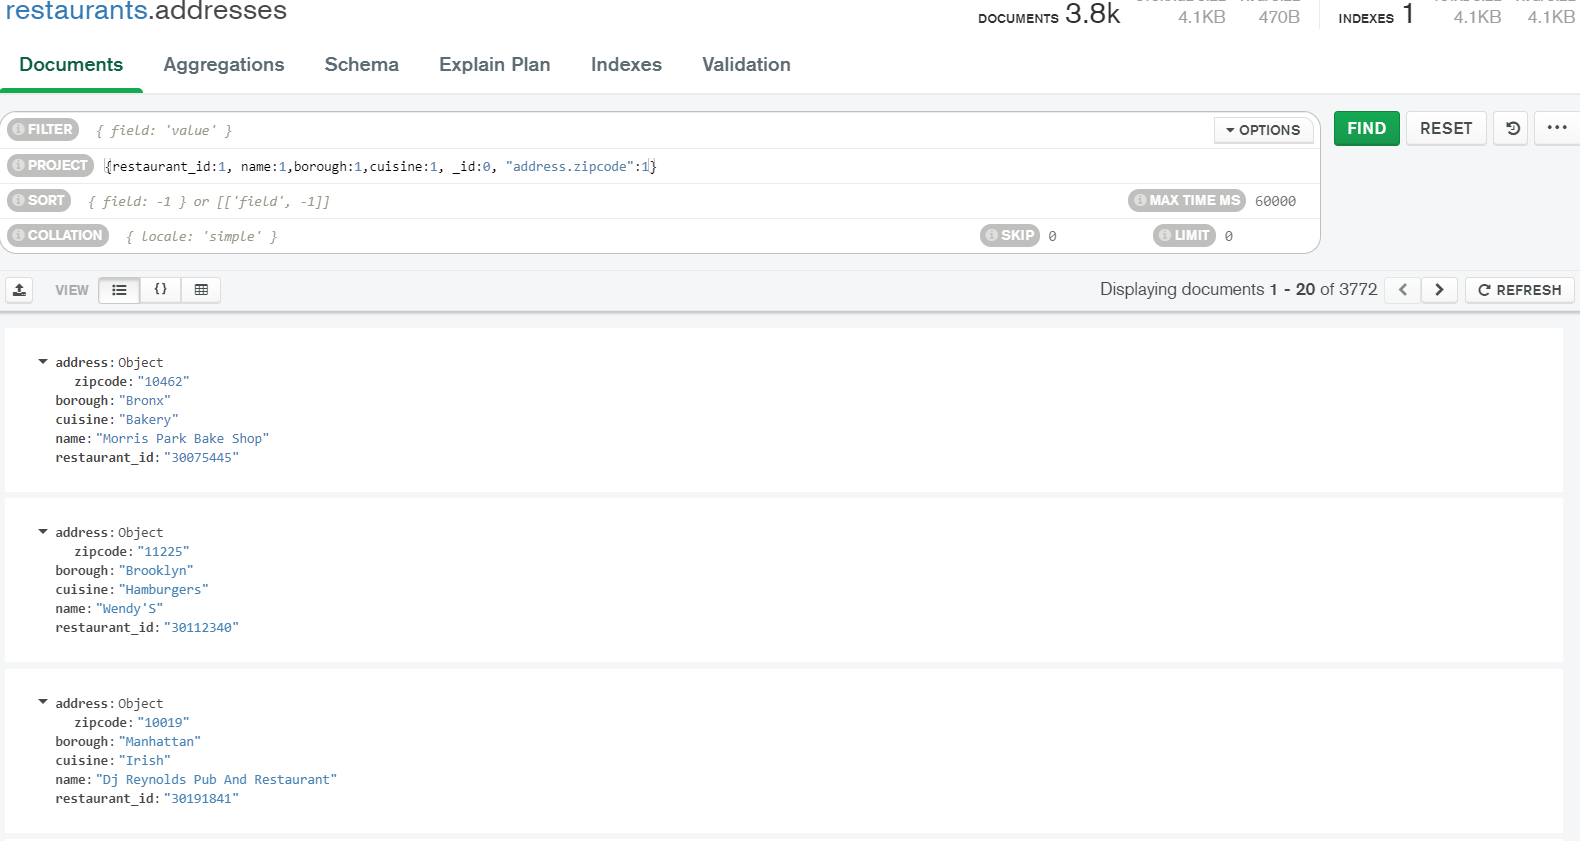 restaurants.addresses
DOCUMENTS 3.8k 4.1KB 470B INDEXES 1 4.1KB 4.1KB
Documents Aggregations Schema Explain Plan Indexes Validation
FILTER { field: 'value' } OPTIONS FIND RESET ···
PROJECT {restaurant_id:1, name:1,borough:1,cuisine:1, _id:0, "address.zipcode":1}
SORT { field: -1 } or [['field', -1]] MAX TIME MS 60000
COLLATION { locale: 'simple' } SKIP 0 LIMIT 0
VIEW {} Displaying documents 1 - 20 of 3772 < > REFRESH
address: Object
zipcode: "10462"
borough: "Bronx"
cuisine: "Bakery"
name: "Morris Park Bake Shop"
restaurant_id: "30075445"
address: Object
zipcode: "11225"
borough: "Brooklyn"
cuisine: "Hamburgers"
name: "Wendy'S"
restaurant_id: "30112340"
address: Object
zipcode: "10019"
borough: "Manhattan"
cuisine: "Irish"
name: "Dj Reynolds Pub And Restaurant"
restaurant_id: "30191841"